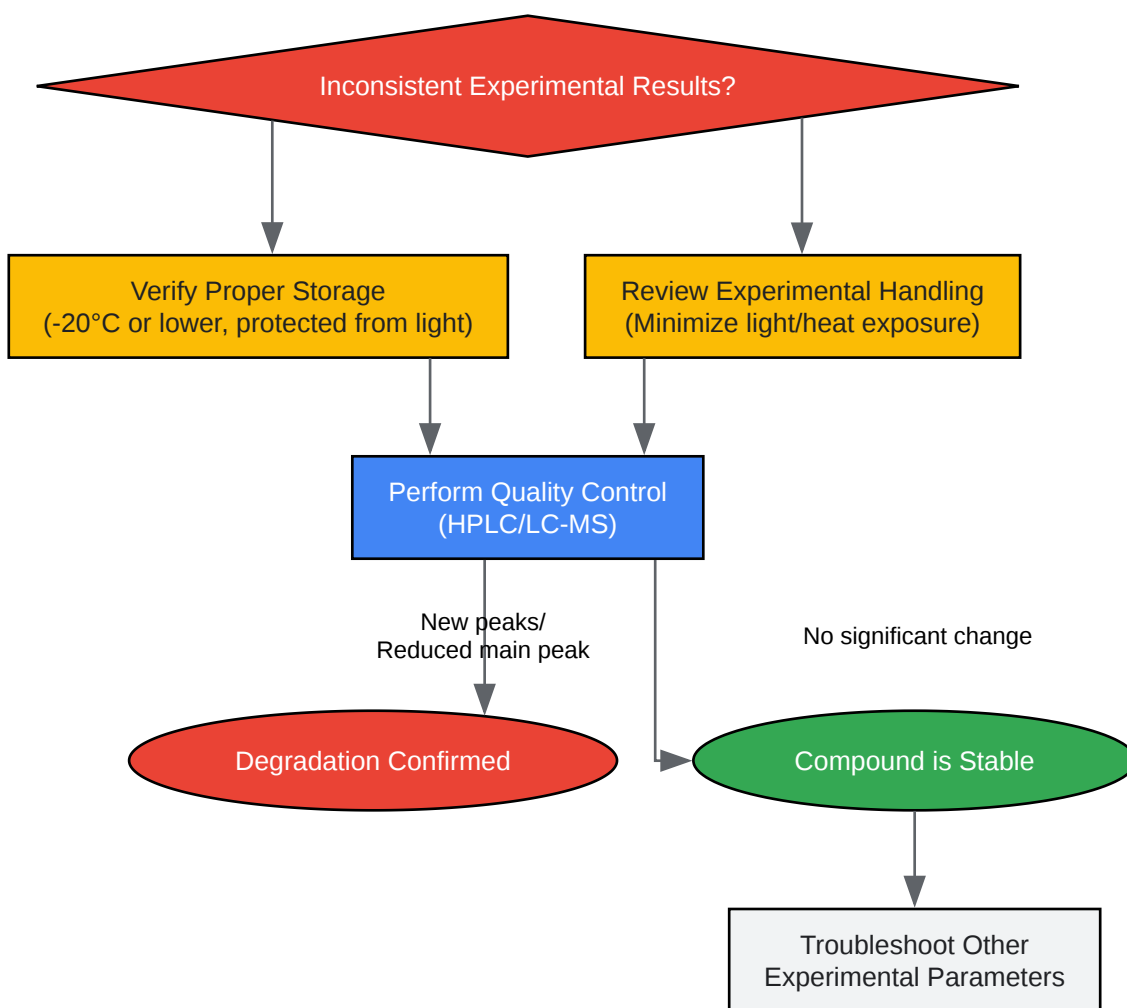 Inconsistent Experimental Results?
Verify Proper Storage
(-20°C or lower, protected from light)
Review Experimental Handling
(Minimize light/heat exposure)
Perform Quality Control
(HPLC/LC-MS)
New peaks/
Reduced main peak
No significant change
Degradation Confirmed
Compound is Stable
Troubleshoot Other
Experimental Parameters